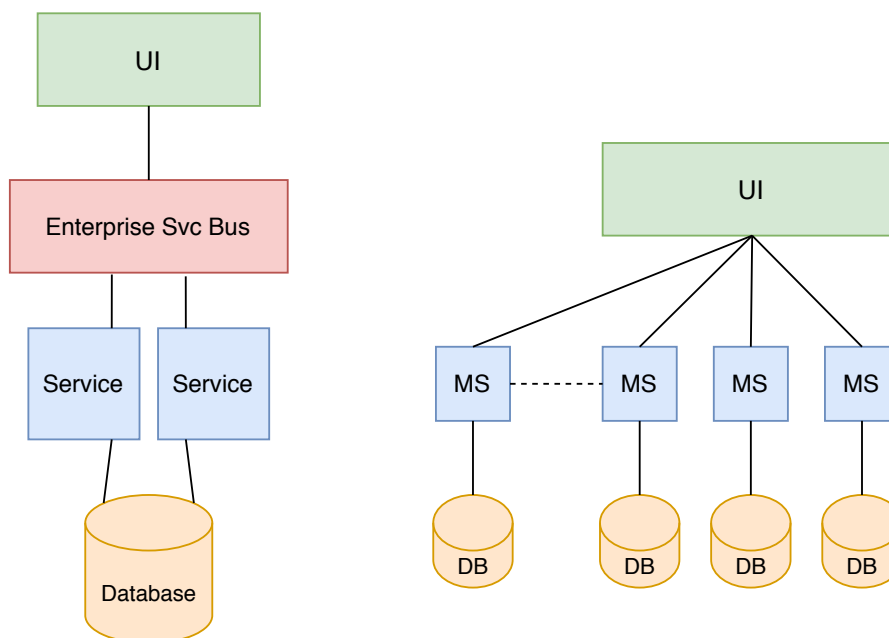 UI
Enterprise Svc Bus
Service Service
Database
UI
MS MS MS MS
DB DB DB DB